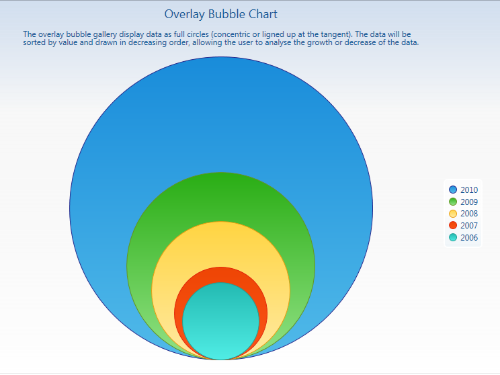 Overlay Bubble Chart
The overlay bubble gallery display data as full circles (concentric or ligned up at the tangent). The data will be
sorted by value and drawn in decreasing order, allowing the user to analyse the growth or decrease of the data.
2010
2009
2008
2007
2006